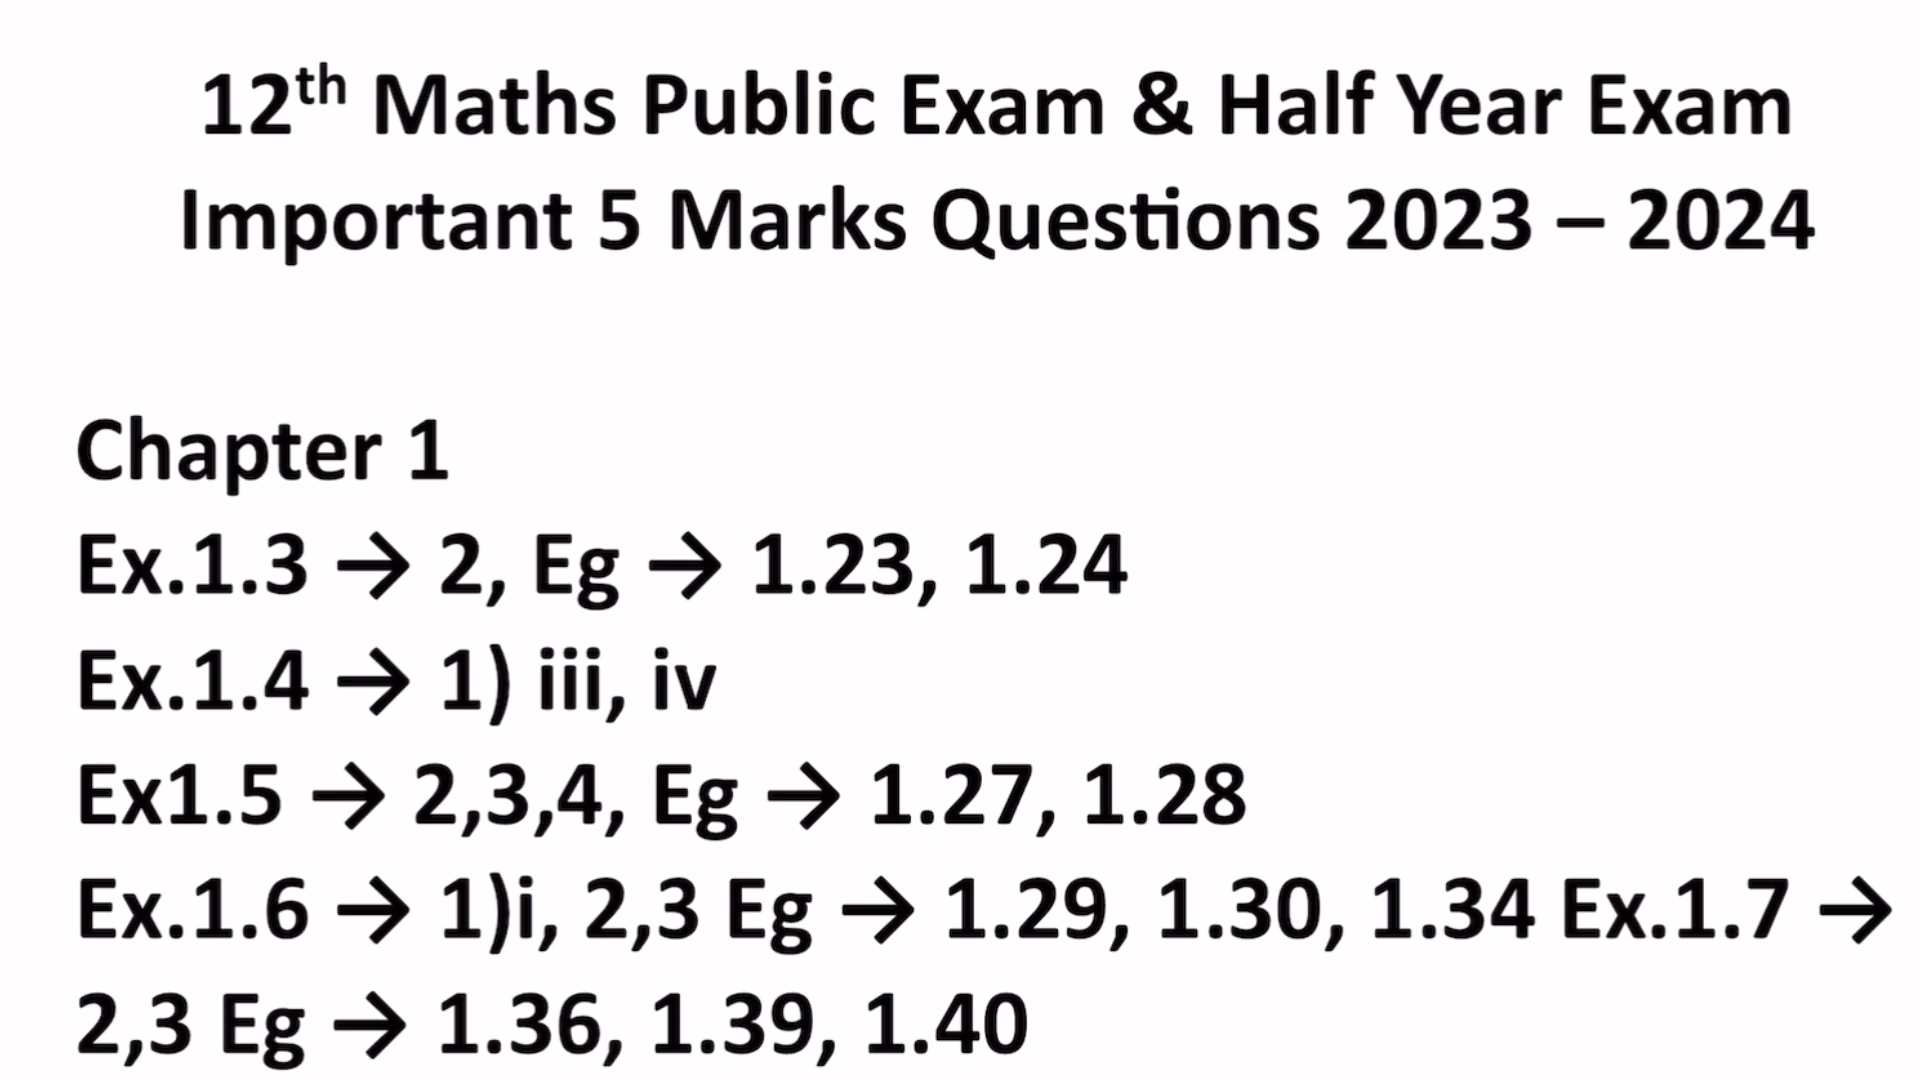 12th Maths Public Exam & Half Year Exam
Important 5 Marks Questions 2023 – 2024
Chapter 1
Ex.1.3 → 2, Eg → 1.23, 1.24
Ex.1.4 → 1) iii, iv
Ex1.5 → 2,3,4, Eg → 1.27, 1.28
Ex.1.6 → 1)i, 2,3 Eg → 1.29, 1.30, 1.34 Ex.1.7 →
2,3 Eg → 1.36, 1.39, 1.40